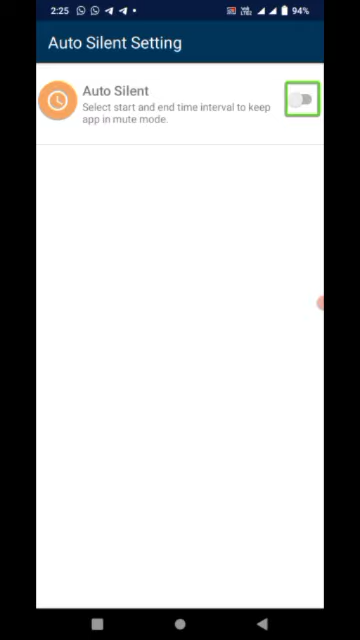 2:25
94%
Auto Silent Setting
Auto Silent
Select start and end time interval to keep
app in mute mode.